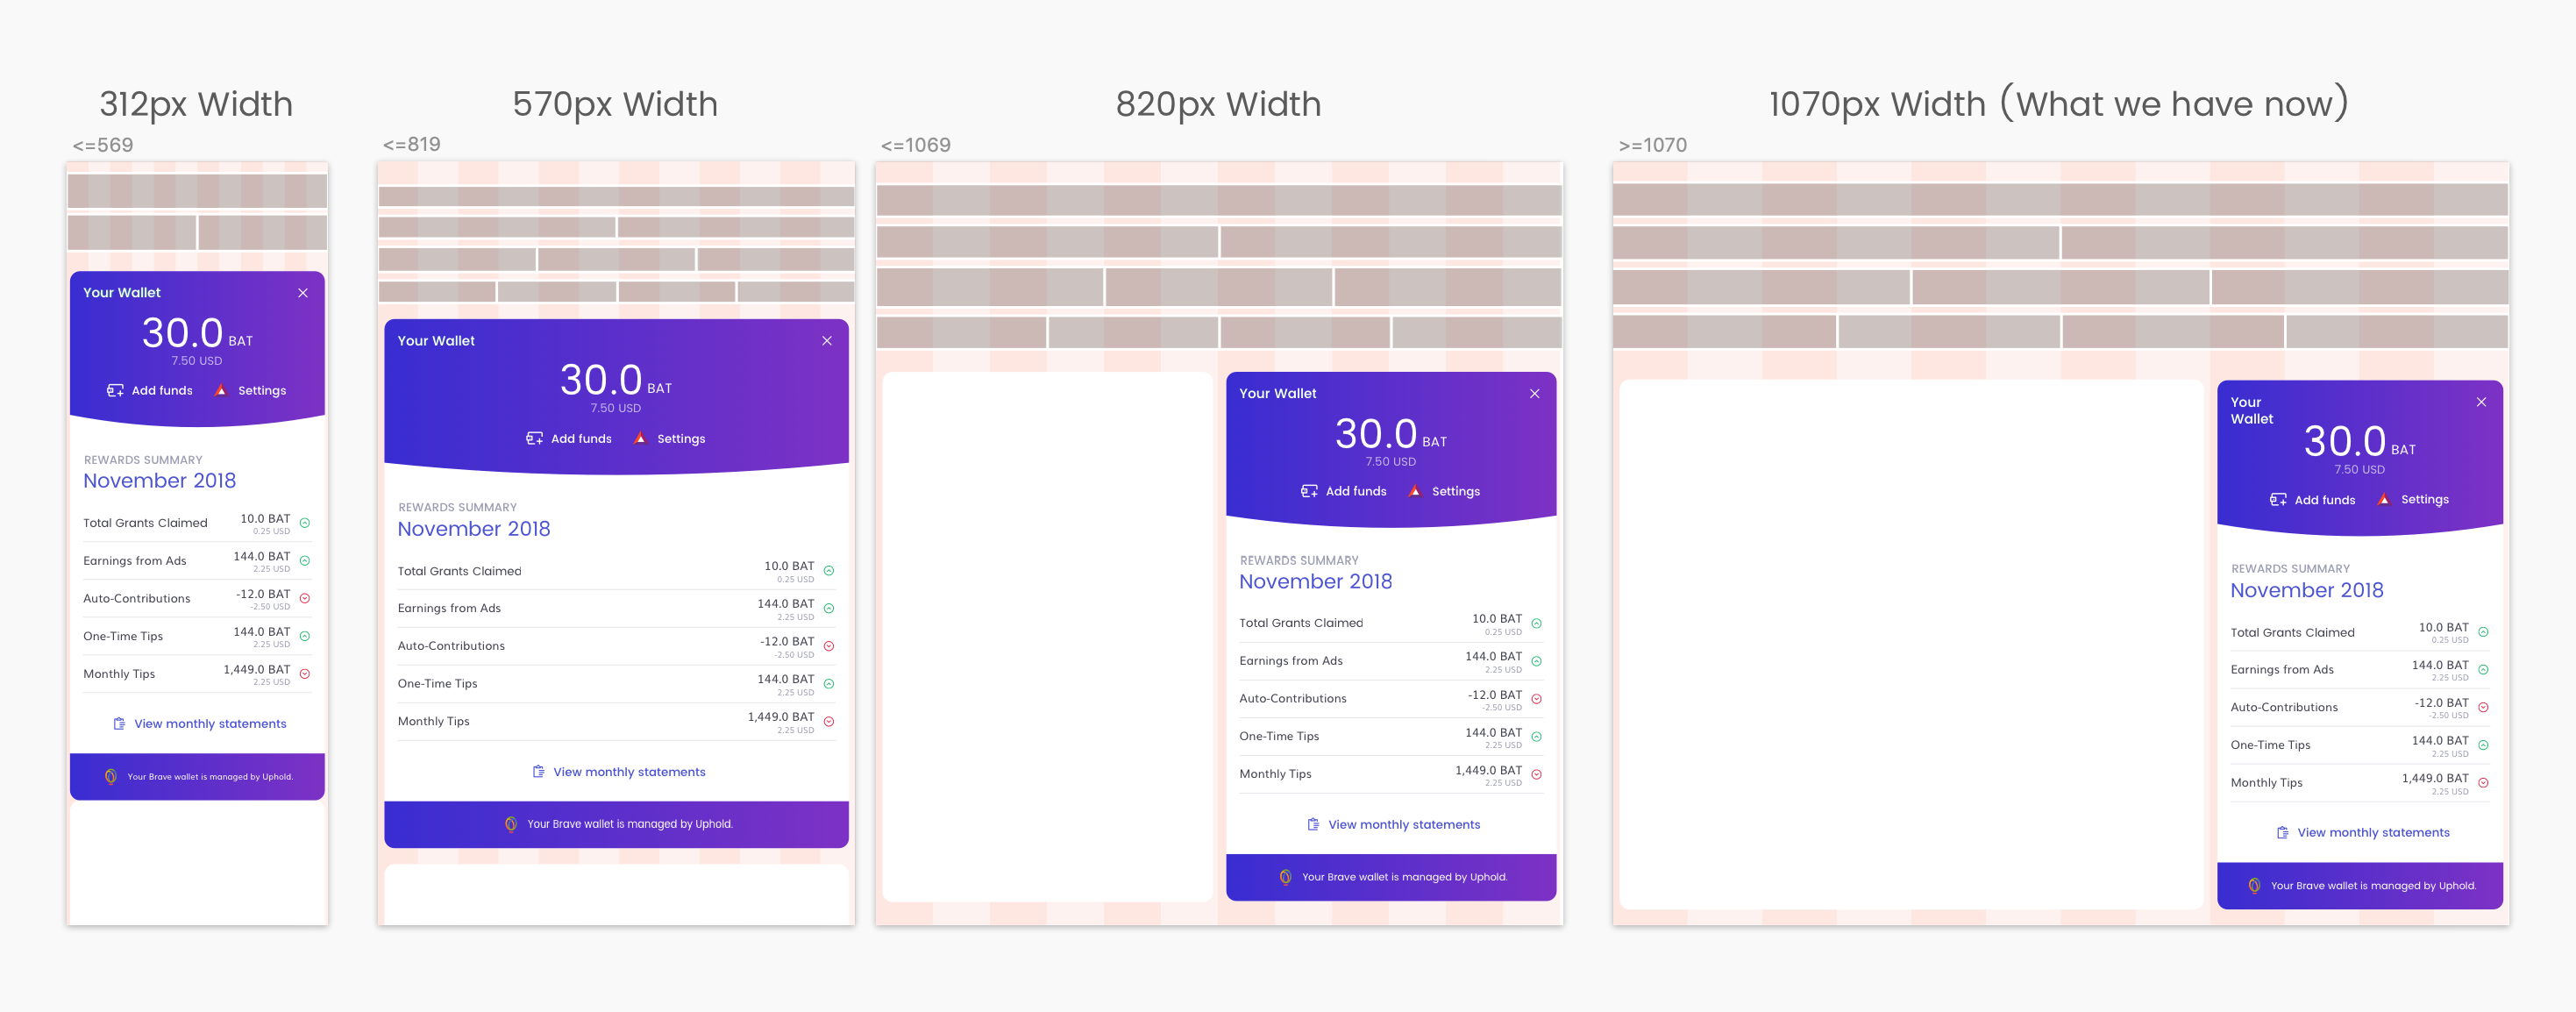 312px Width
<=569
Your Wallet
30.0 BAT
7.50 USD
Add funds
Settings
REWARDS SUMMARY
November 2018
Total Grants Claimed
10.0 BAT
0.25 USD
Earnings from Ads
144.0 BAT
2.25 USD
Auto-Contributions
-12.0 BAT
-2.50 USD
One-Time Tips
144.0 BAT
2.25 USD
Monthly Tips
1,449.0 BAT
2.25 USD
View monthly statements
Your Brave wallet is managed by Uphold.
570px Width
<=819
Your Wallet
30.0 BAT
7.50 USD
Add funds
Settings
REWARDS SUMMARY
November 2018
Total Grants Claimed
10.0 BAT
0.25 USD
Earnings from Ads
144.0 BAT
2.25 USD
Auto-Contributions
-12.0 BAT
-2.50 USD
One-Time Tips
144.0 BAT
2.25 USD
Monthly Tips
1,449.0 BAT
2.25 USD
View monthly statements
Your Brave wallet is managed by Uphold.
820px Width
<=1069
Your Wallet
30.0 BAT
7.50 USD
Add funds
Settings
REWARDS SUMMARY
November 2018
Total Grants Claimed
10.0 BAT
0.25 USD
Earnings from Ads
144.0 BAT
2.25 USD
Auto-Contributions
-12.0 BAT
-2.50 USD
One-Time Tips
144.0 BAT
2.25 USD
Monthly Tips
1,449.0 BAT
2.25 USD
View monthly statements
Your Brave wallet is managed by Uphold.
1070px Width (What we have now)
>=1070
Your
Wallet
30.0 BAT
7.50 USD
Add funds
Settings
REWARDS SUMMARY
November 2018
Total Grants Claimed
10.0 BAT
0.25 USD
Earnings from Ads
144.0 BAT
2.25 USD
Auto-Contributions
-12.0 BAT
-2.50 USD
One-Time Tips
144.0 BAT
2.25 USD
Monthly Tips
1,449.0 BAT
2.25 USD
View monthly statements
Your Brave wallet is managed by Uphold.